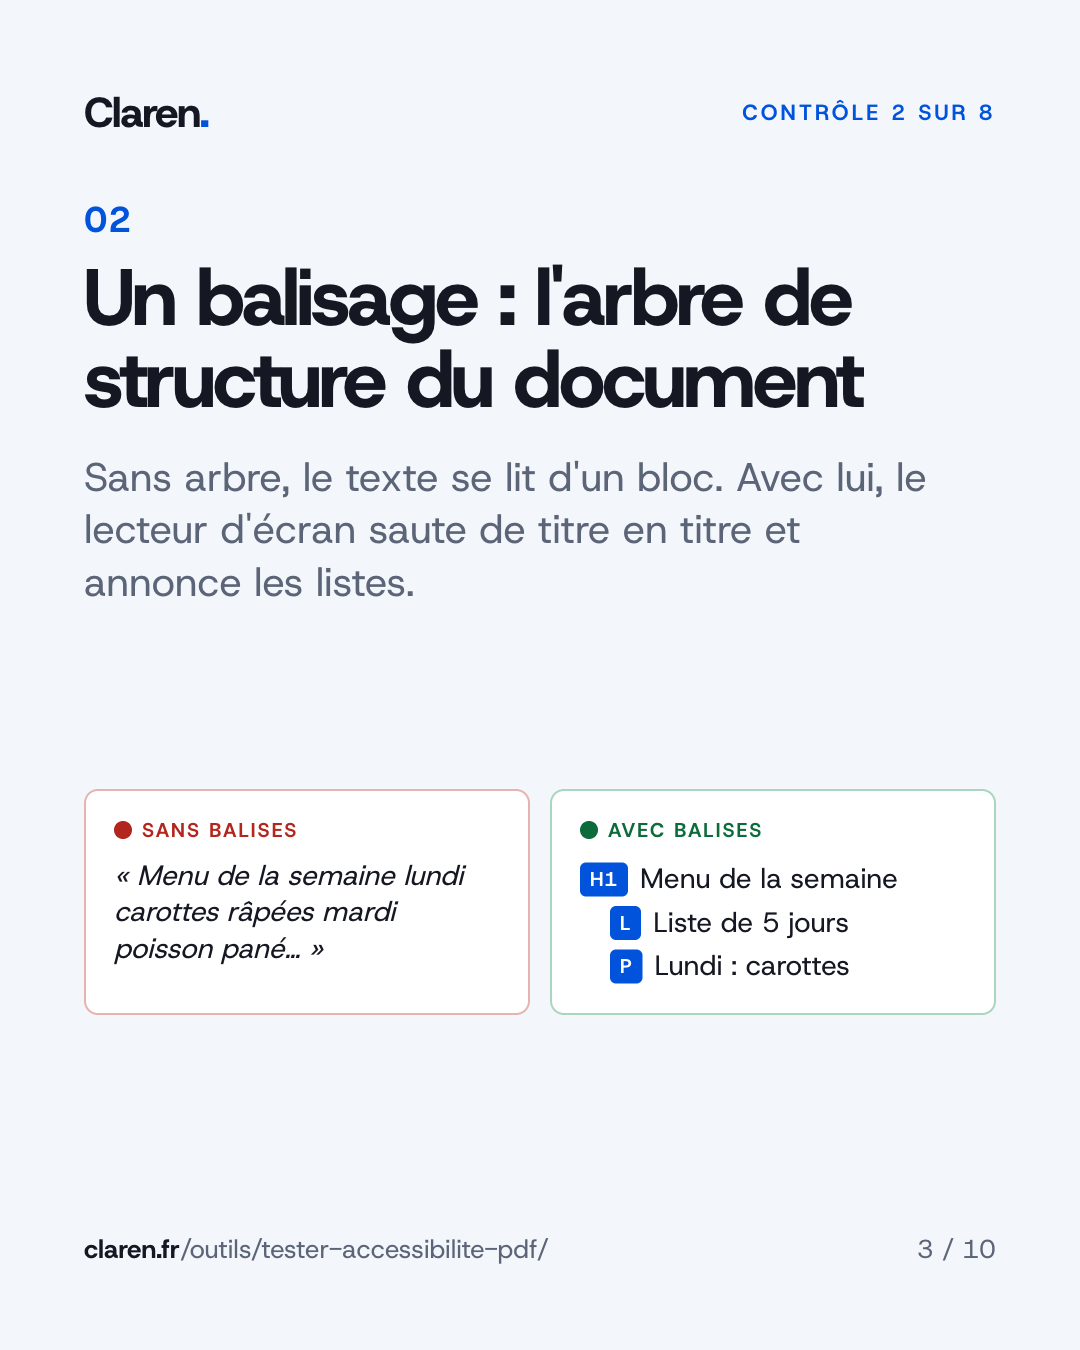 Claren.
CONTRÔLE 2 SUR 8
02
Un balisage : l'arbre de
structure du document
Sans arbre, le texte se lit d'un bloc. Avec lui, le
lecteur d'écran saute de titre en titre et
annonce les listes.
SANS BALISES
« Menu de la semaine lundi
carottes râpées mardi
poisson pané… »
AVEC BALISES
H1 Menu de la semaine
L Liste de 5 jours
P Lundi : carottes
claren.fr/outils/tester-accessibilite-pdf/
3 / 10